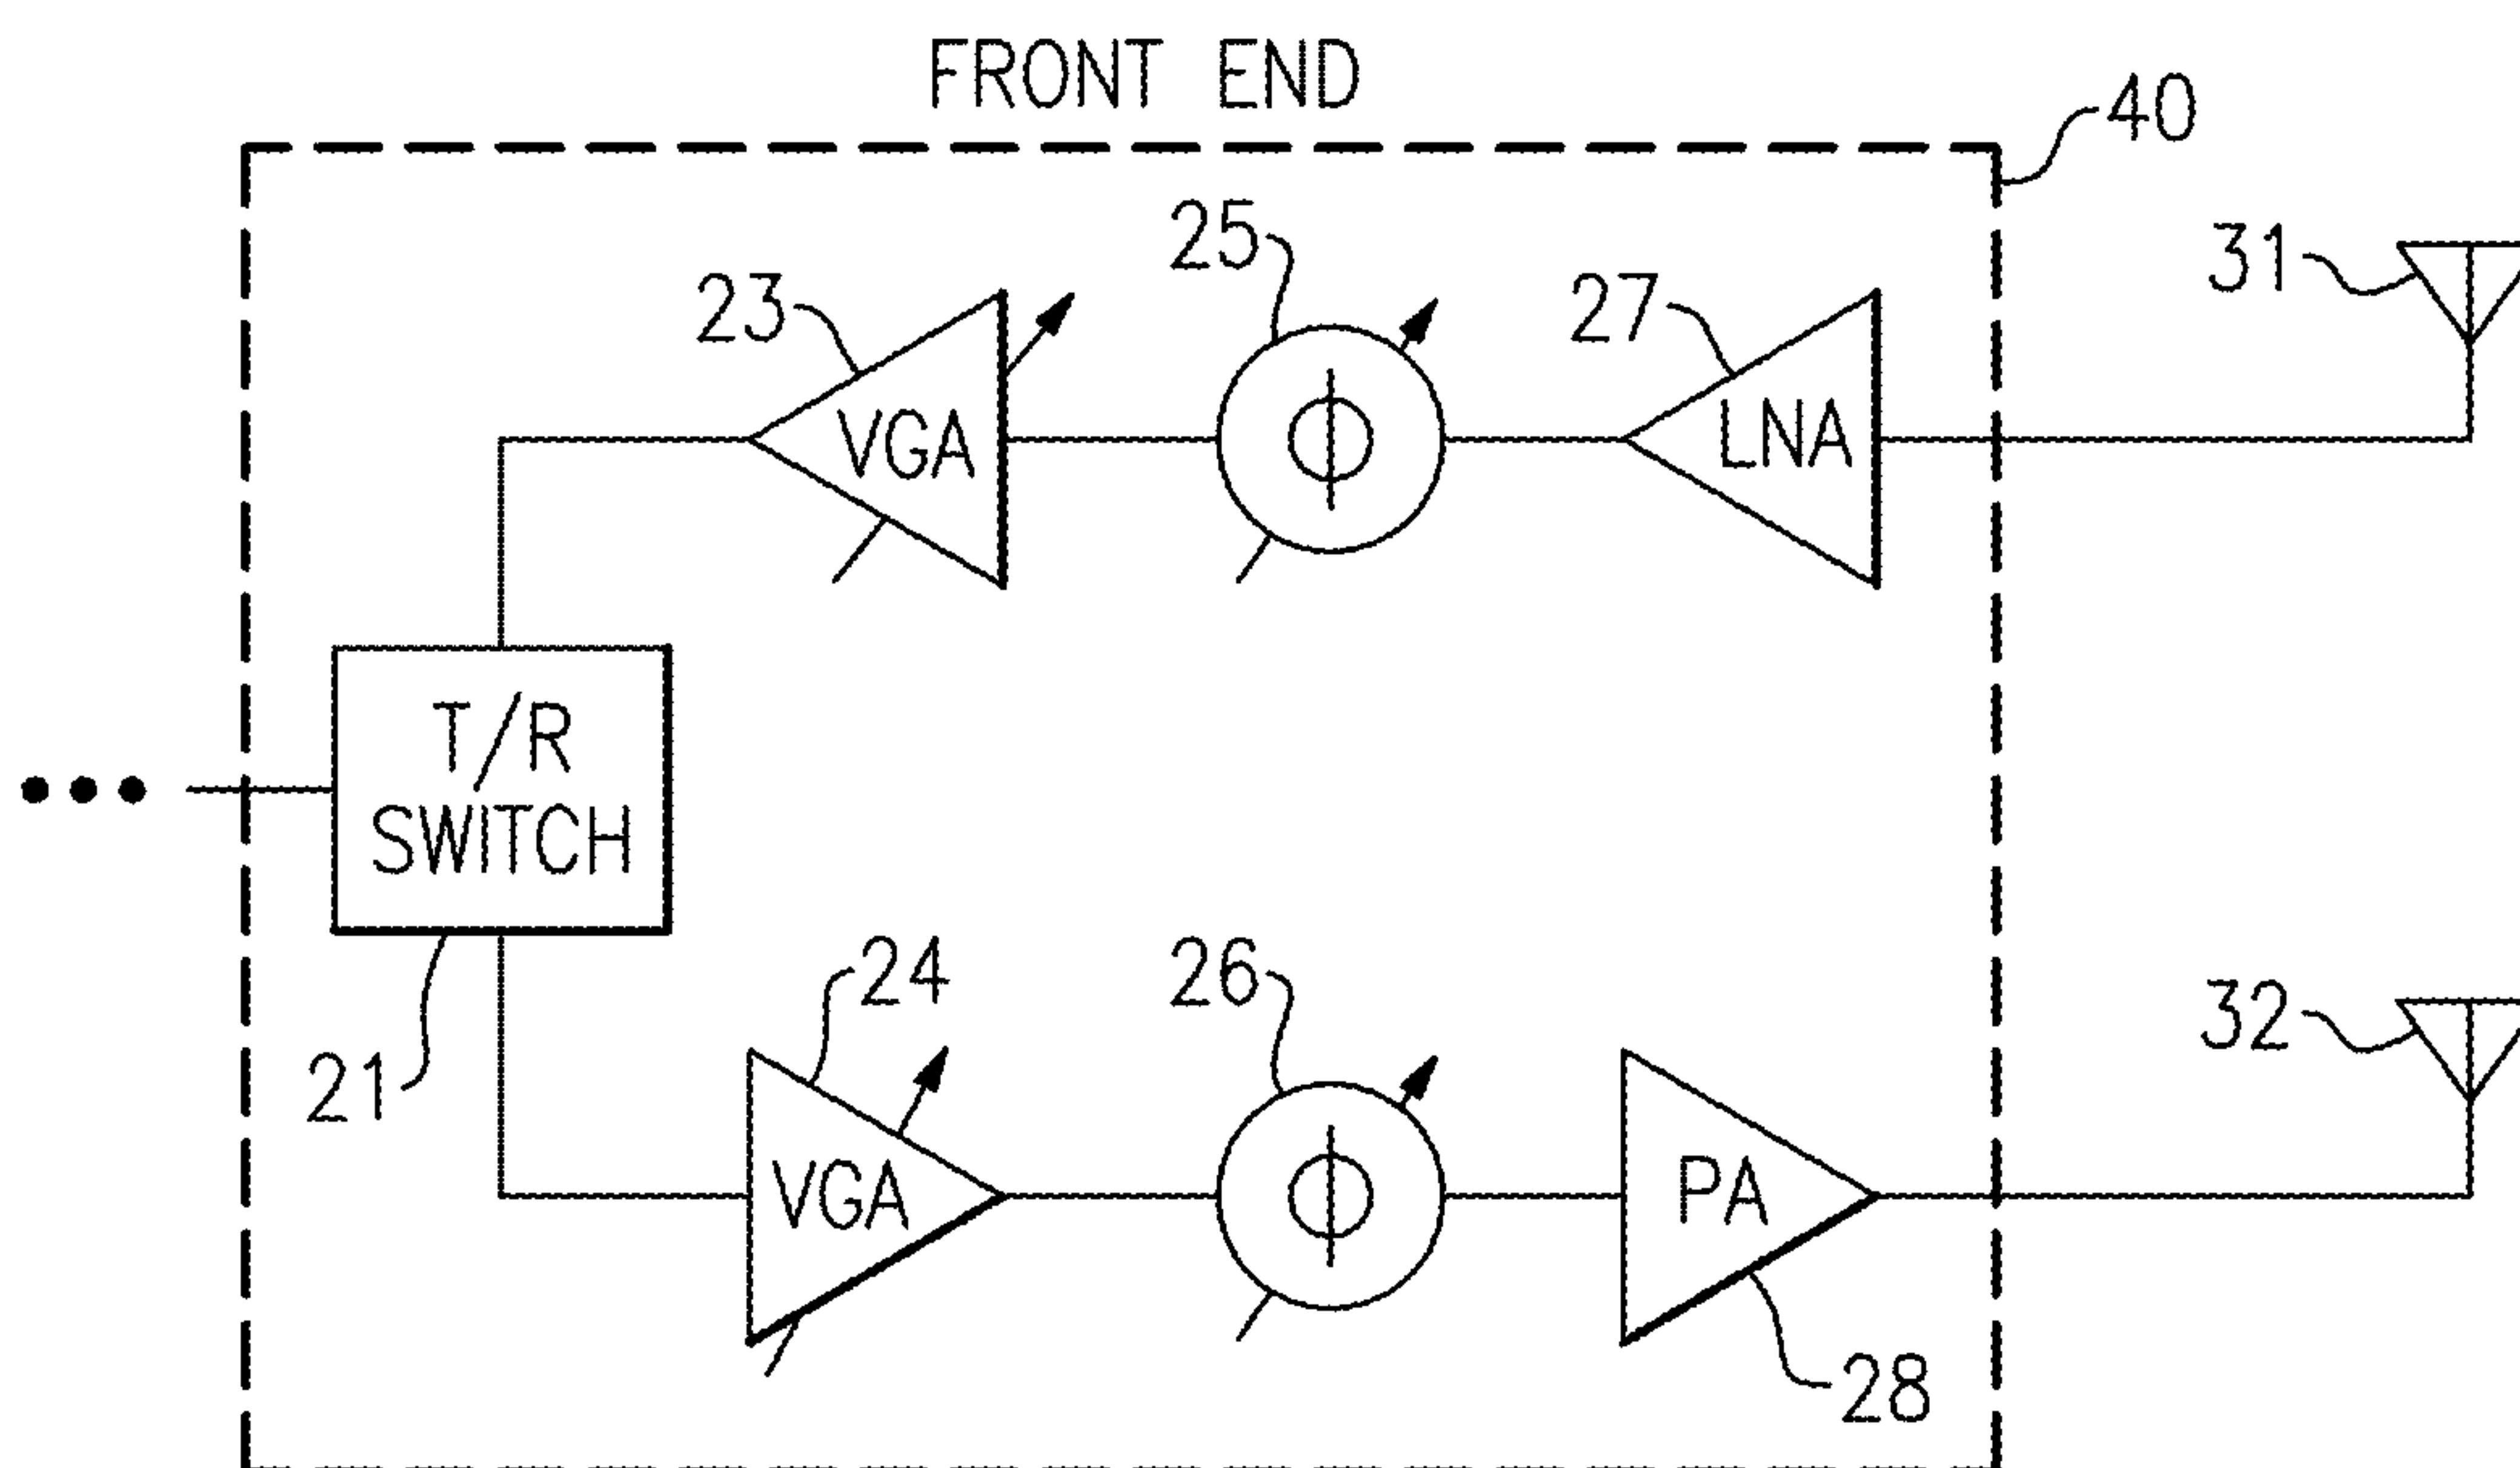 FRONT END
40
25
31
23
27
VGA
ϕ
LNA
T/R
SWITCH
24
26
32
21
VGA
ϕ
PA
28